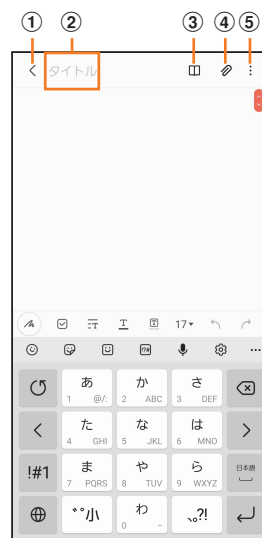 ① ② ③ ④ ⑤
タイトル
T T T 17
!?#
あ か さ
1 @/: 2 ABC 3 DEF
た な は
4 GHI 5 JKL 6 MNO
!#1 ま や ら 日本語
7 PQRS 8 TUV 9 WXYZ
゛゜小 わ 、。?!
0 ー